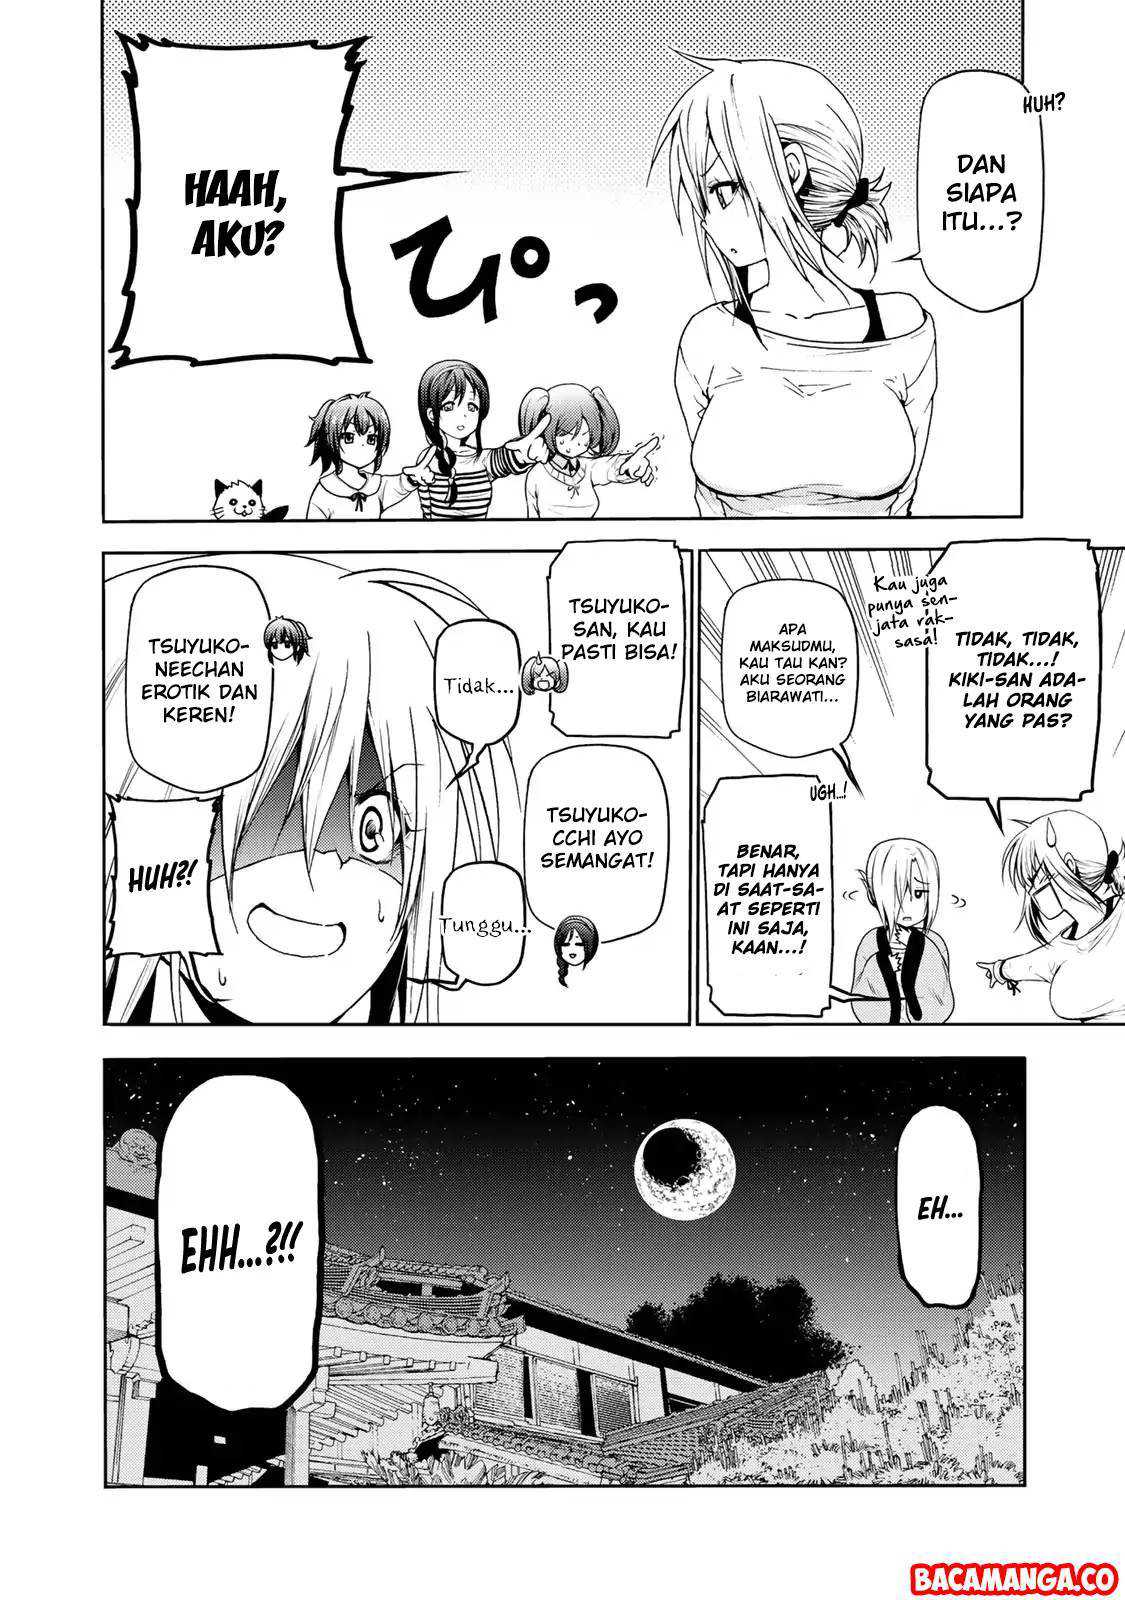 HUH?
DAN
SIAPA
ITU...?
ぴっ
HAAH,
AKU?
TIDAK, TIDAK,
TIDAK...!
KIKI-SAN ADA-
LAH ORANG
YANG PAS?
Kau juga
punya sen-
jata rak-
sasa!
APA
MAKSUDMU,
KAU TAU KAN?
AKU SEORANG
BIARAWATI...
UGH...!
BENAR,
TAPI HANYA
DI SAAT-SA-
AT SEPERTI
INI SAJA,
KAAN...!
TSUYUKO-
SAN, KAU
PASTI BISA!
Tidak...
TSUYUKO-
CCHI AYO
SEMANGAT!
Tunggu...
TSUYUKO-
NEECHAN
EROTIK DAN
KEREN!
HUH?!
EH...
EHH...?!!
BACAMANGA.CO